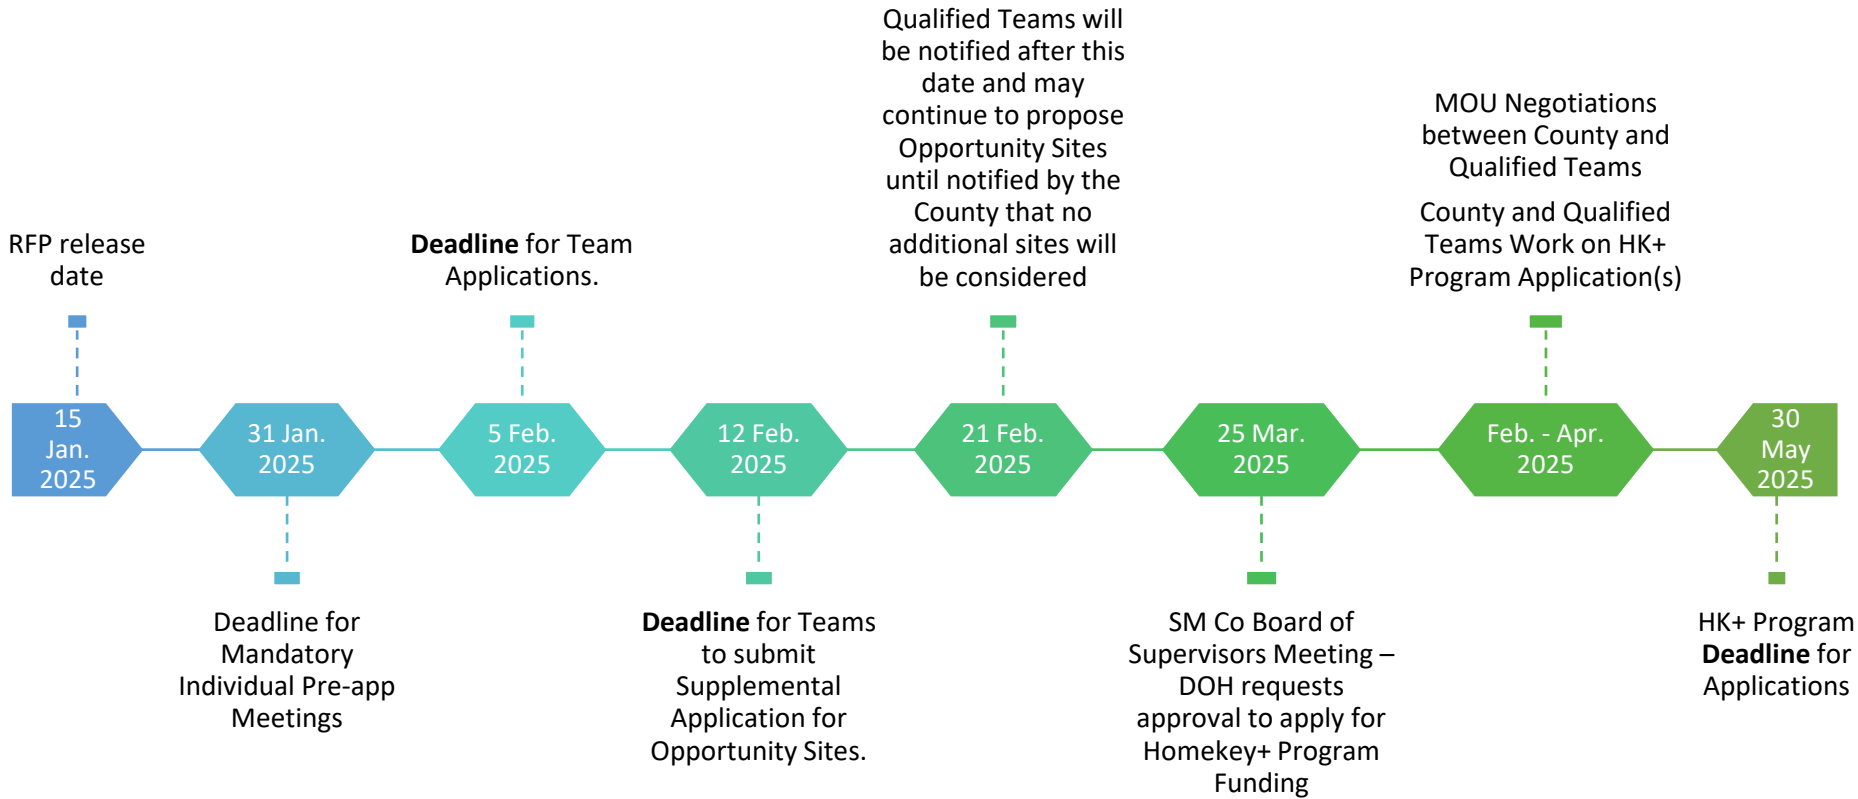 RFP release
date
15
Jan.
2025
31 Jan.
2025
Deadline for
Mandatory
Individual Pre-app
Meetings
Deadline for Team
Applications.
5 Feb.
2025
12 Feb.
2025
Deadline for Teams
to submit
Supplemental
Application for
Opportunity Sites.
Qualified Teams will
be notified after this
date and may
continue to propose
Opportunity Sites
until notified by the
County that no
additional sites will
be considered
21 Feb.
2025
25 Mar.
2025
SM Co Board of
Supervisors Meeting –
DOH requests
approval to apply for
Homekey+ Program
Funding
MOU Negotiations
between County and
Qualified Teams
County and Qualified
Teams Work on HK+
Program Application(s)
Feb. - Apr.
2025
30
May
2025
HK+ Program
Deadline for
Applications